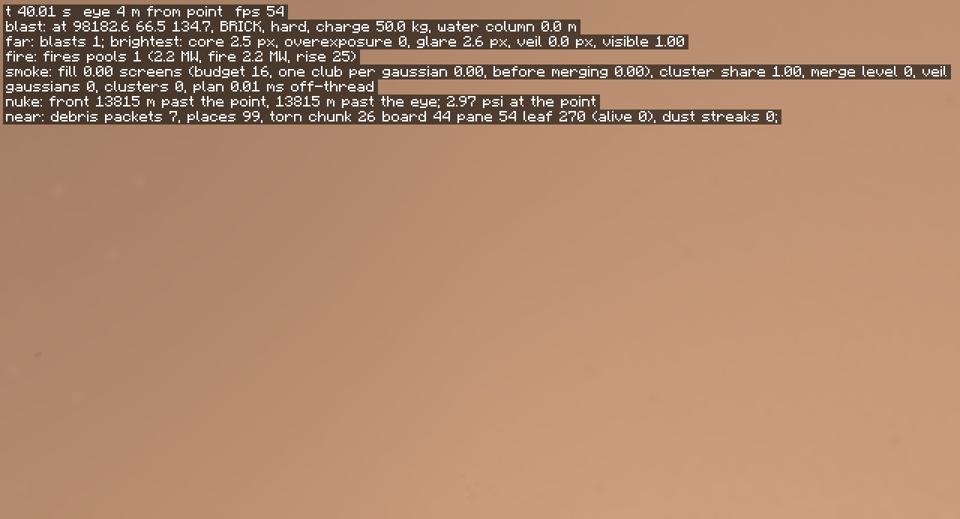 t 40.01 s  eye 4 m from point  fps 54
blast: at 98182.6 66.5 134.7, BRICK, hard, charge 50.0 kg, water column 0.0 m
far: blasts 1; brightest: core 2.5 px, overexposure 0, glare 2.6 px, veil 0.0 px, visible 1.00
fire: fires pools 1 (2.2 MW, fire 2.2 MW, rise 25)
smoke: fill 0.00 screens (budget 16, one club per gaussian 0.00, before merging 0.00), cluster share 1.00, merge level 0, veil
gaussians 0, clusters 0, plan 0.01 ms off-thread
nuke: front 13815 m past the point, 13815 m past the eye; 2.97 psi at the point
near: debris packets 7, places 99, torn chunk 26 board 44 pane 54 leaf 270 (alive 0), dust streaks 0;